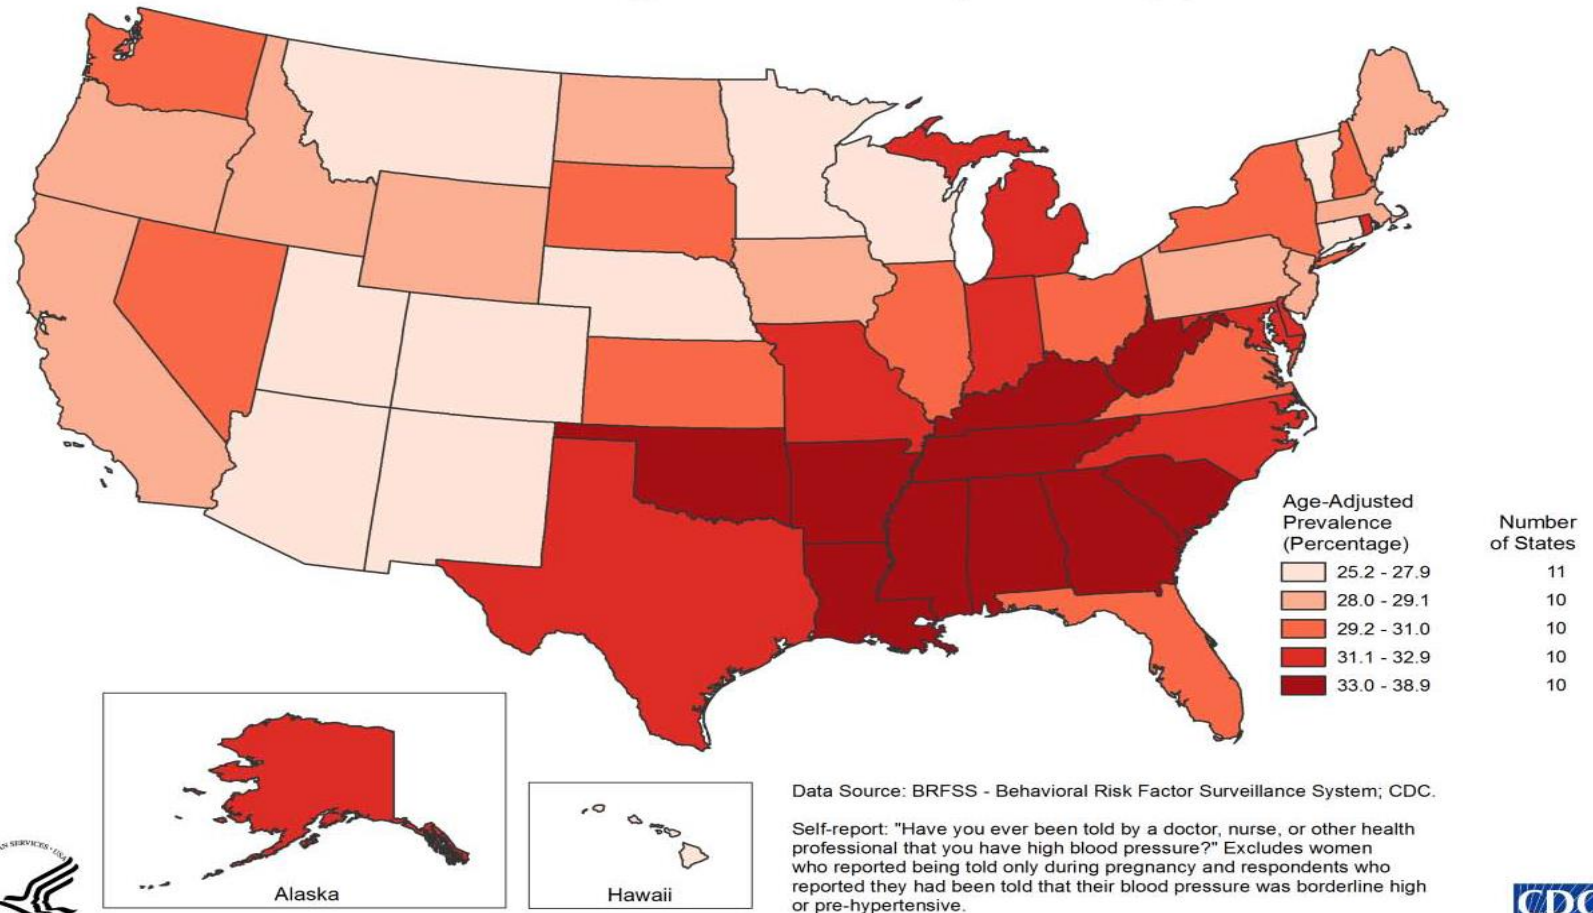 Age-Adjusted
Prevalence
(Percentage)
Number
of States
25.2 - 27.9 11
28.0 - 29.1 10
29.2 - 31.0 10
31.1 - 32.9 10
33.0 - 38.9 10
Alaska
Hawaii
Data Source: BRFSS - Behavioral Risk Factor Surveillance System; CDC.
Self-report: "Have you ever been told by a doctor, nurse, or other health
professional that you have high blood pressure?" Excludes women
who reported being told only during pregnancy and respondents who
reported they had been told that their blood pressure was borderline high
or pre-hypertensive.
SERVICES • USA
CDC